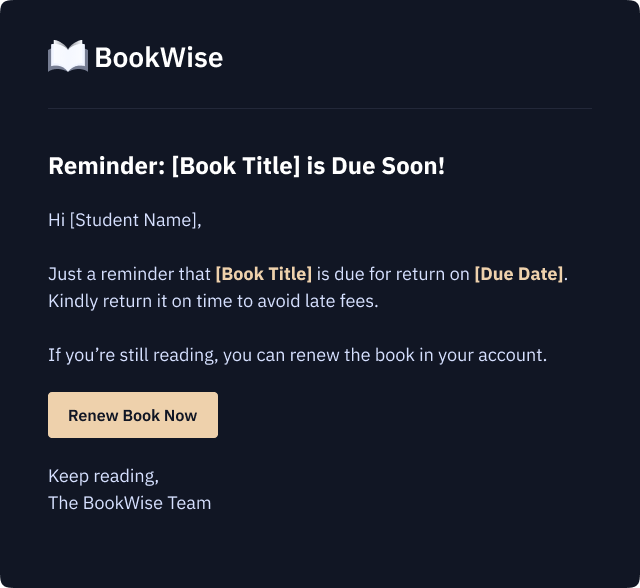 BookWise
Reminder: [Book Title] is Due Soon!
Hi [Student Name],
Just a reminder that [Book Title] is due for return on [Due Date].
Kindly return it on time to avoid late fees.
If you’re still reading, you can renew the book in your account.
Renew Book Now
Keep reading,
The BookWise Team